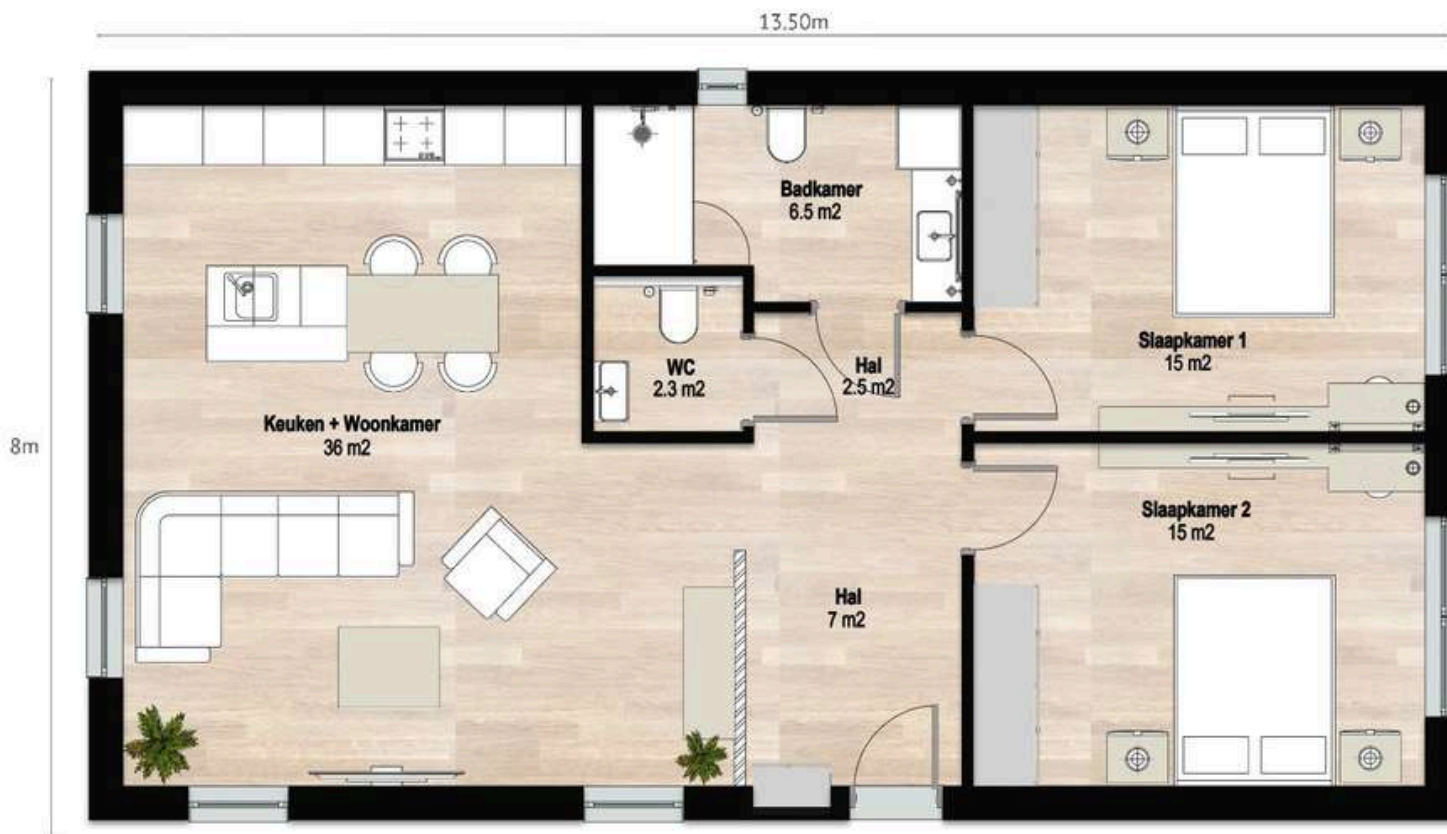 13.50m
8m
Badkamer
6.5 m2
WC
2.3 m2
Hal
2.5 m2
Slaapkamer 1
15 m2
Keuken + Woonkamer
36 m2
Slaapkamer 2
15 m2
Hal
7 m2